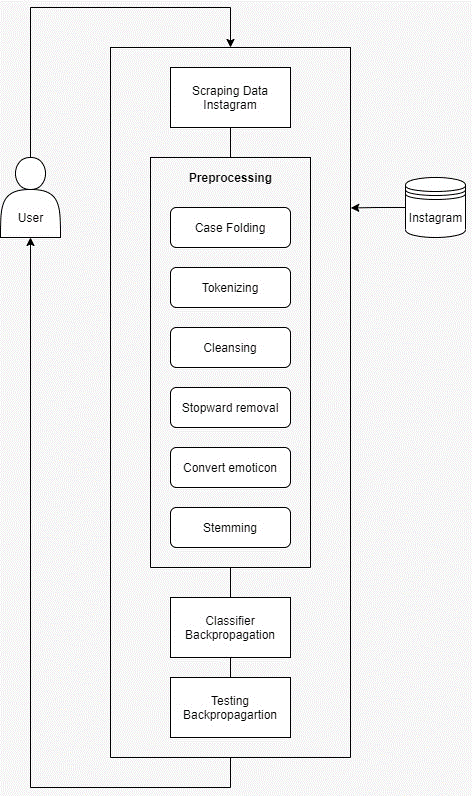 Scraping Data
Instagram
Preprocessing
User
Instagram
Case Folding
Tokenizing
Cleansing
Stopward removal
Convert emoticon
Stemming
Classifier
Backpropagation
Testing
Backpropagartion